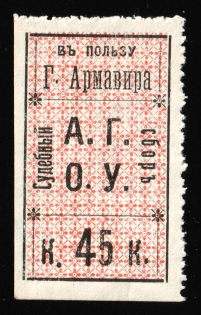 въ пользу
Г. Армавира
Судебный
А. Г.
О. У.
сборъ
к. 45 к.